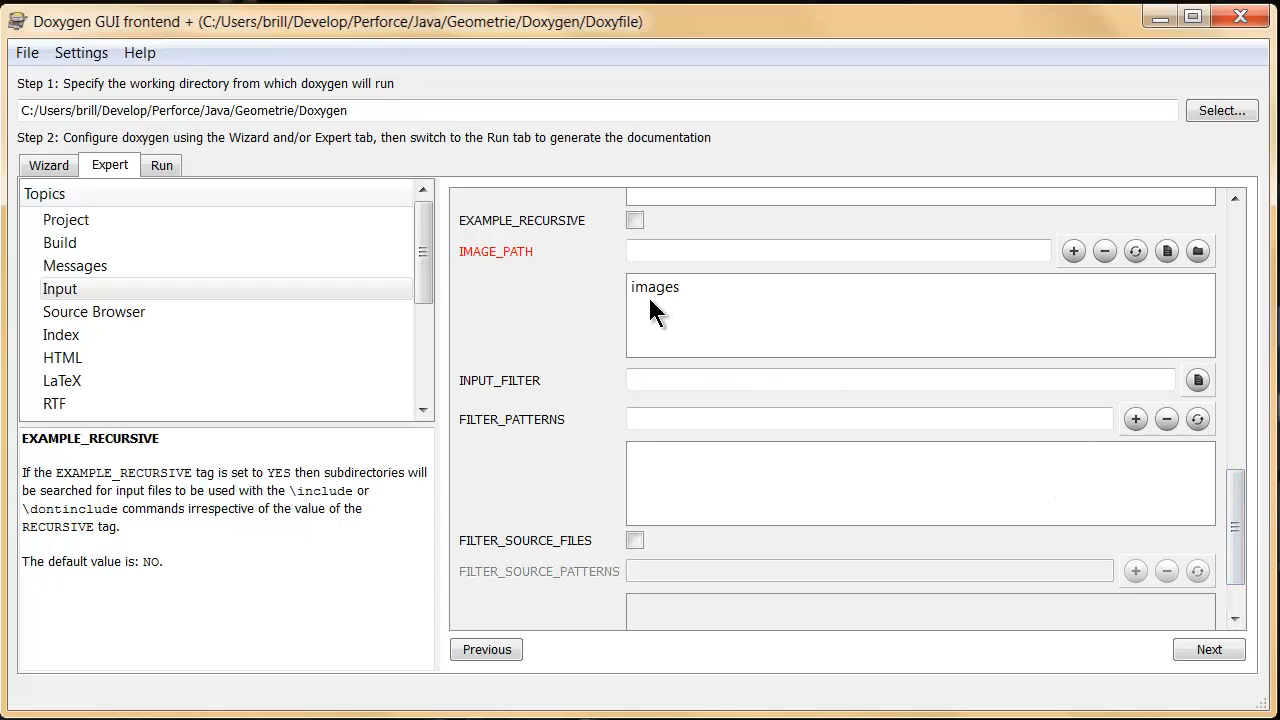 Doxygen GUI frontend + (C:/Users/brill/Develop/Perforce/Java/Geometrie/Doxygen/Doxyfile)
File Settings Help
Step 1: Specify the working directory from which doxygen will run
C:/Users/brill/Develop/Perforce/Java/Geometrie/Doxygen
Select...
Step 2: Configure doxygen using the Wizard and/or Expert tab, then switch to the Run tab to generate the documentation
Wizard Expert Run
Topics
Project
Build
Messages
Input
Source Browser
Index
HTML
LaTeX
RTF
EXAMPLE_RECURSIVE
If the EXAMPLE_RECURSIVE tag is set to YES then subdirectories will
be searched for input files to be used with the \include or
\dontinclude commands irrespective of the value of the
RECURSIVE tag.
The default value is: NO.
EXAMPLE_RECURSIVE
IMAGE_PATH
images
INPUT_FILTER
FILTER_PATTERNS
FILTER_SOURCE_FILES
FILTER_SOURCE_PATTERNS
Previous
Next